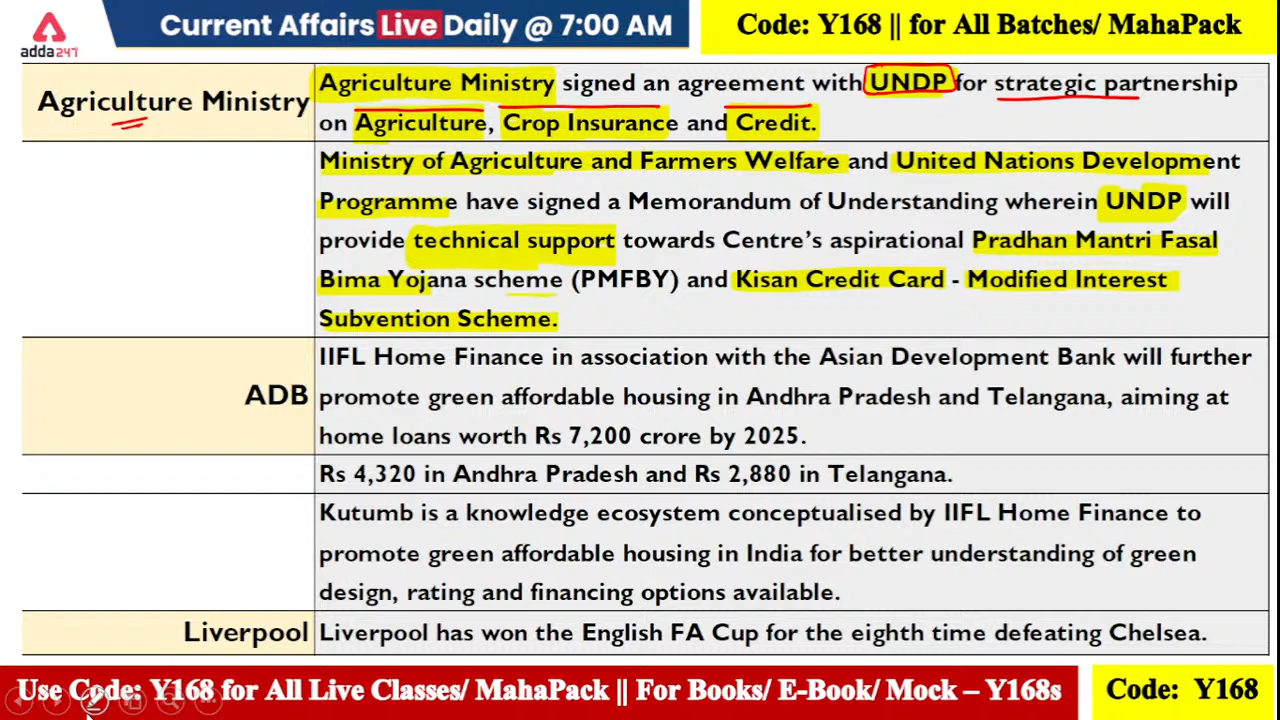 adda247
Current Affairs Live Daily @ 7:00 AM
Code: Y168 || for All Batches/ MahaPack
Agriculture Ministry
Agriculture Ministry signed an agreement with UNDP for strategic partnership
on Agriculture, Crop Insurance and Credit.
Ministry of Agriculture and Farmers Welfare and United Nations Development
Programme have signed a Memorandum of Understanding wherein UNDP will
provide technical support towards Centre's aspirational Pradhan Mantri Fasal
Bima Yojana scheme (PMFBY) and Kisan Credit Card - Modified Interest
Subvention Scheme.
ADB
IIFL Home Finance in association with the Asian Development Bank will further
promote green affordable housing in Andhra Pradesh and Telangana, aiming at
home loans worth Rs 7,200 crore by 2025.
Rs 4,320 in Andhra Pradesh and Rs 2,880 in Telangana.
Kutumb is a knowledge ecosystem conceptualised by IIFL Home Finance to
promote green affordable housing in India for better understanding of green
design, rating and financing options available.
Liverpool
Liverpool has won the English FA Cup for the eighth time defeating Chelsea.
Use Code: Y168 for All Live Classes/ MahaPack || For Books/ E-Book/ Mock – Y168s
Code: Y168